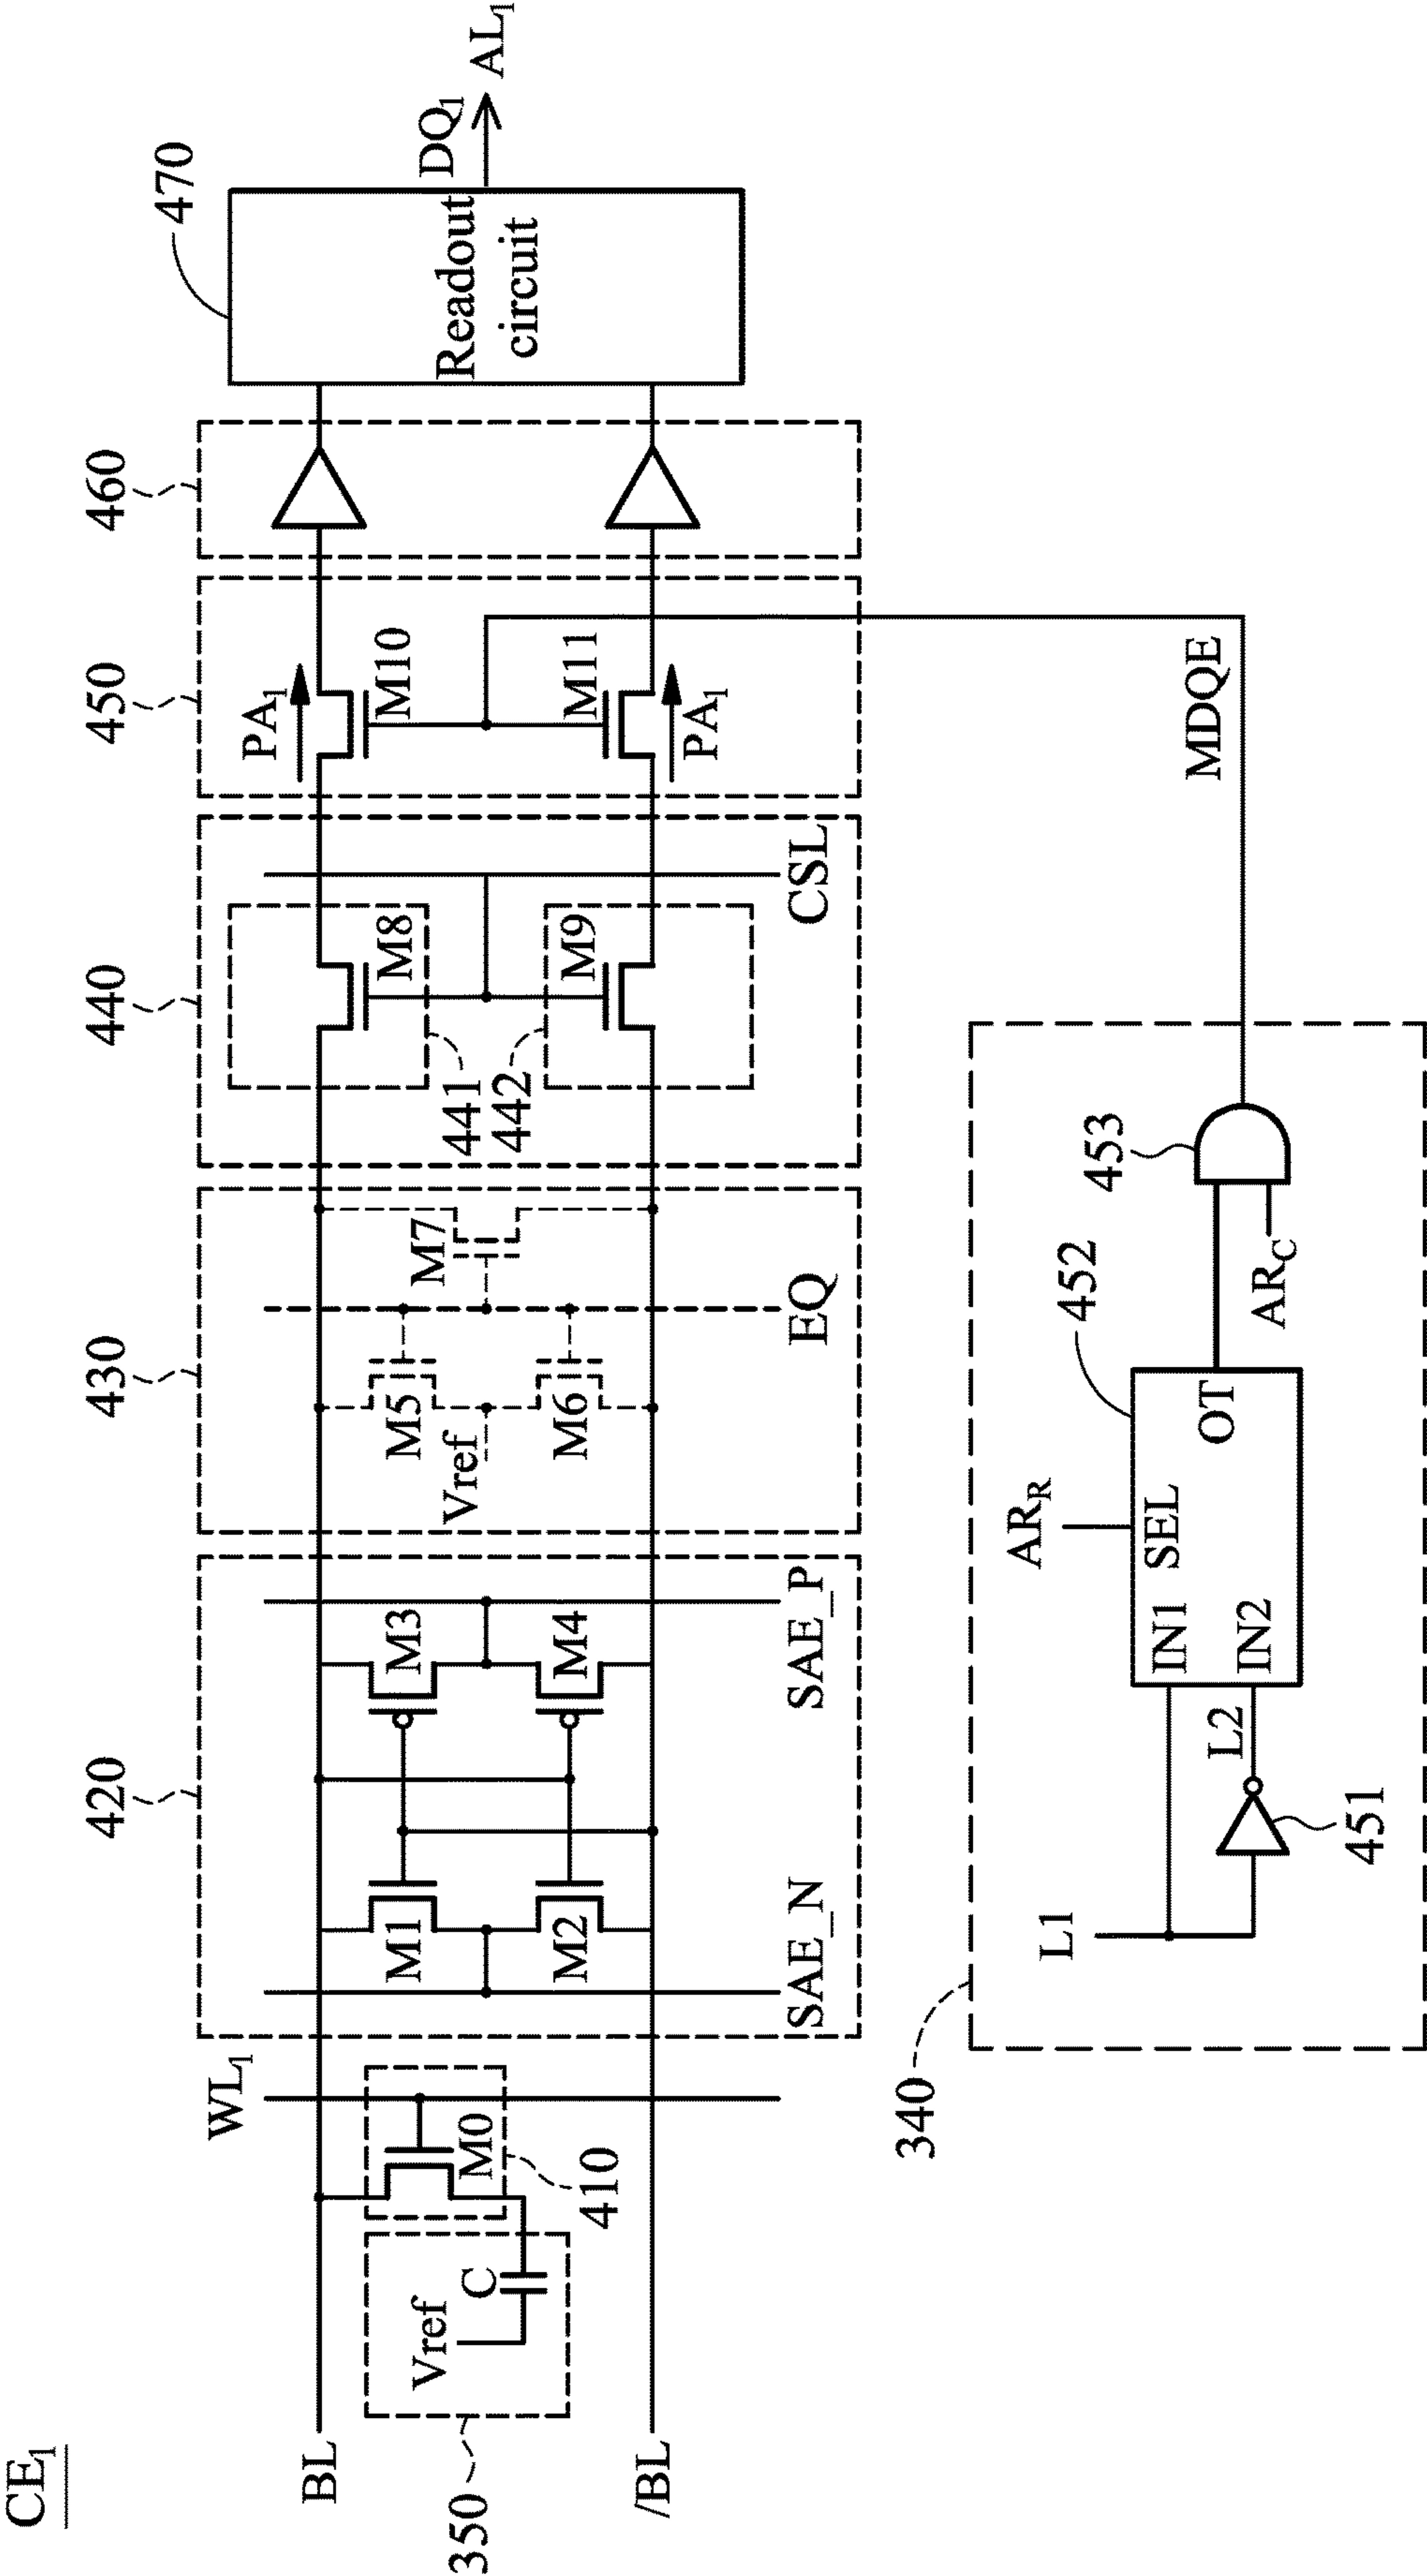 CE₁
350
410
420
430
440
450
460
470
WL₁
BL
/BL
Vref
C
M0
M1
M2
SAE_N
M3
M4
SAE_P
M5
Vref
M6
M7
EQ
M8
M9
441
442
CSL
PA₁
M10
M11
PA₁
Readout
circuit
DQ₁
AL₁
MDQE
340
L1
451
L2
IN1
IN2
SEL
OT
ARR
452
ARC
453